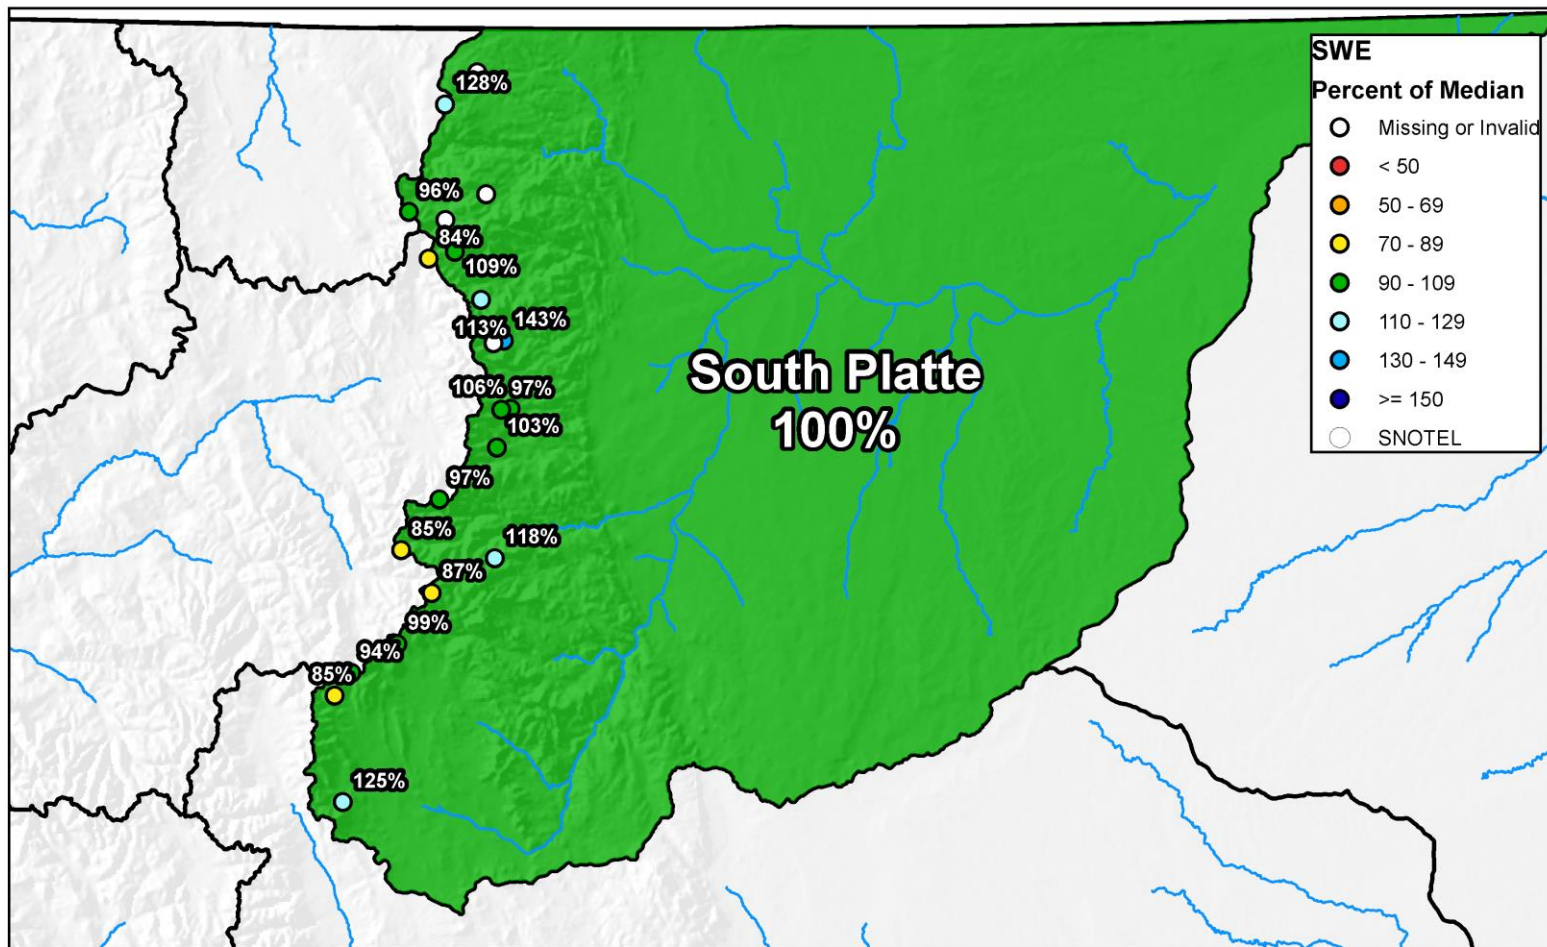 SWE
Percent of Median
Missing or Invalid
< 50
50 - 69
70 - 89
90 - 109
110 - 129
130 - 149
>= 150
SNOTEL
128%
96%
84%
109%
143%
113%
South Platte
100%
106%
97%
103%
97%
85%
118%
87%
99%
94%
85%
125%